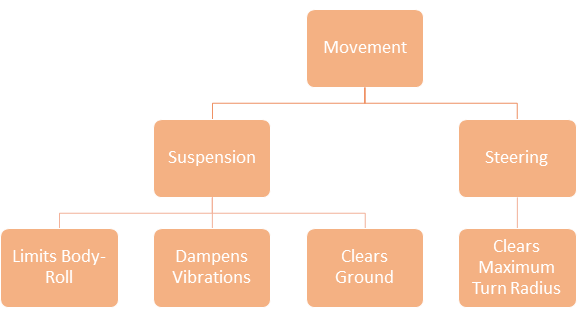 Movement
Suspension
Steering
Limits Body-
Roll
Dampens
Vibrations
Clears
Ground
Clears
Maximum
Turn Radius